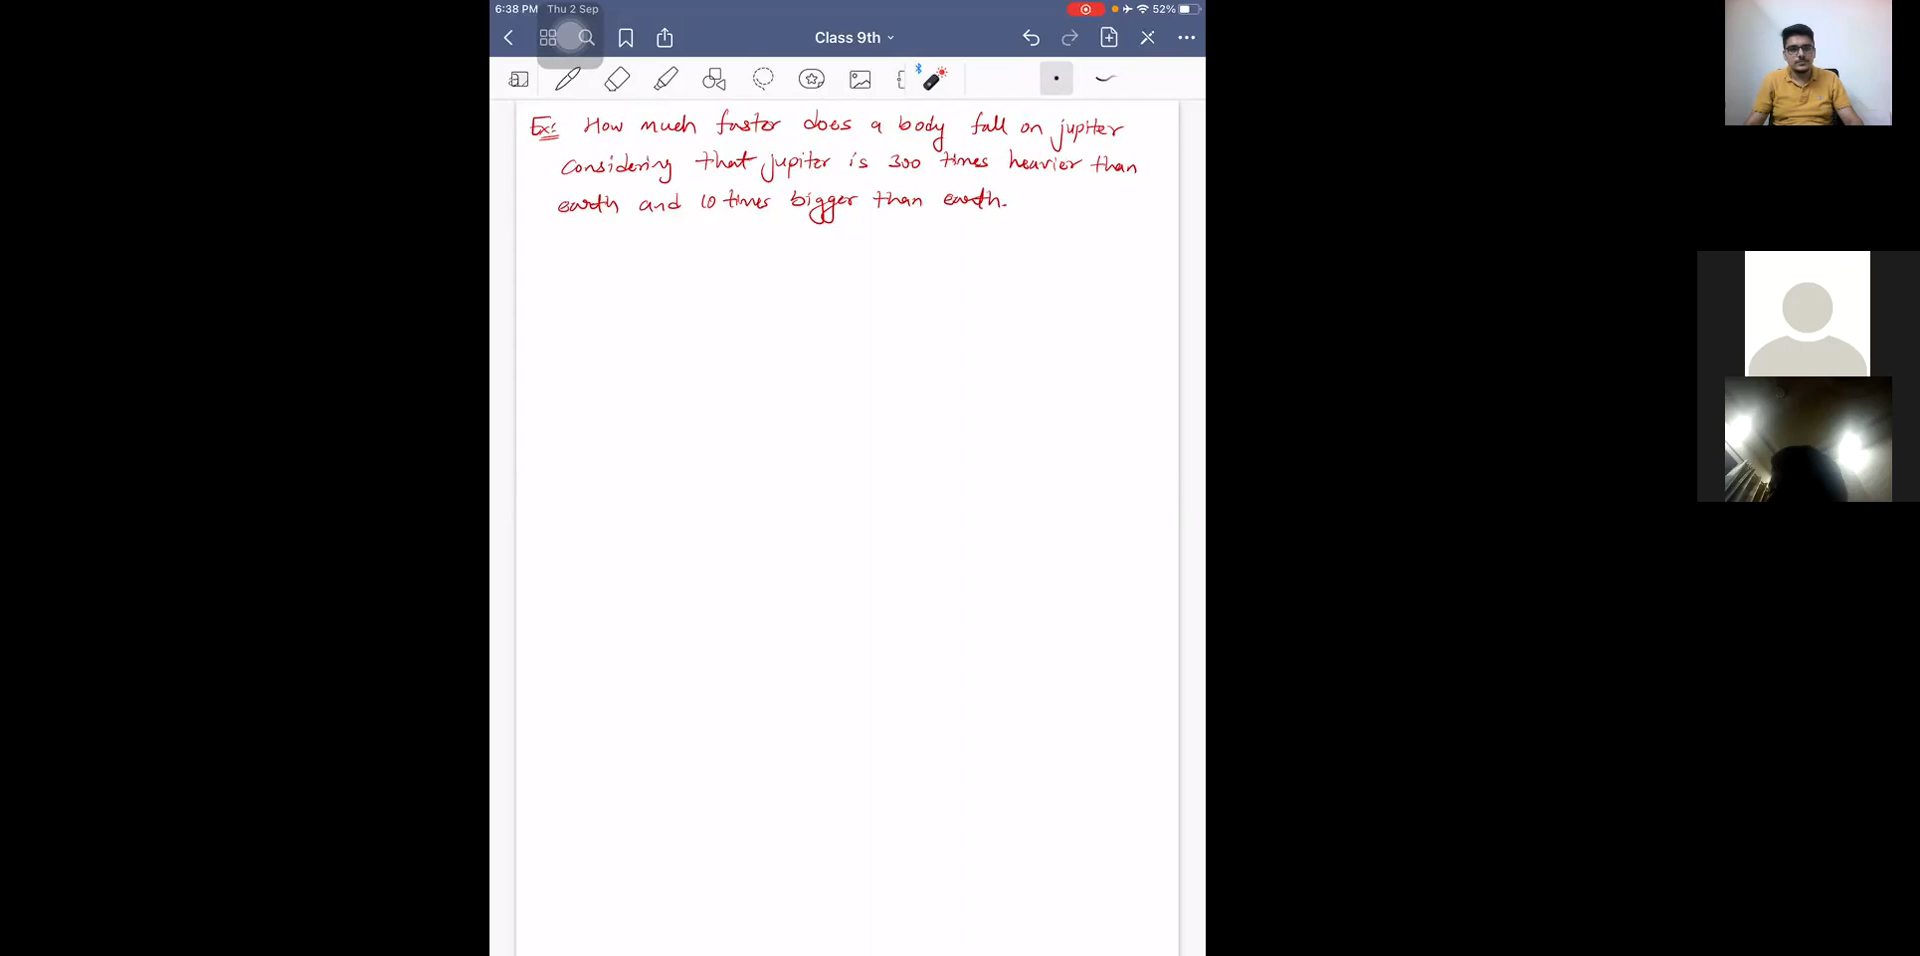 6:38 PM Thu 2 Sep 52%
Class 9th
Ex: How much faster does a body fall on jupiter
considering that jupiter is 300 times heavier than
earth and 10 times bigger than earth.